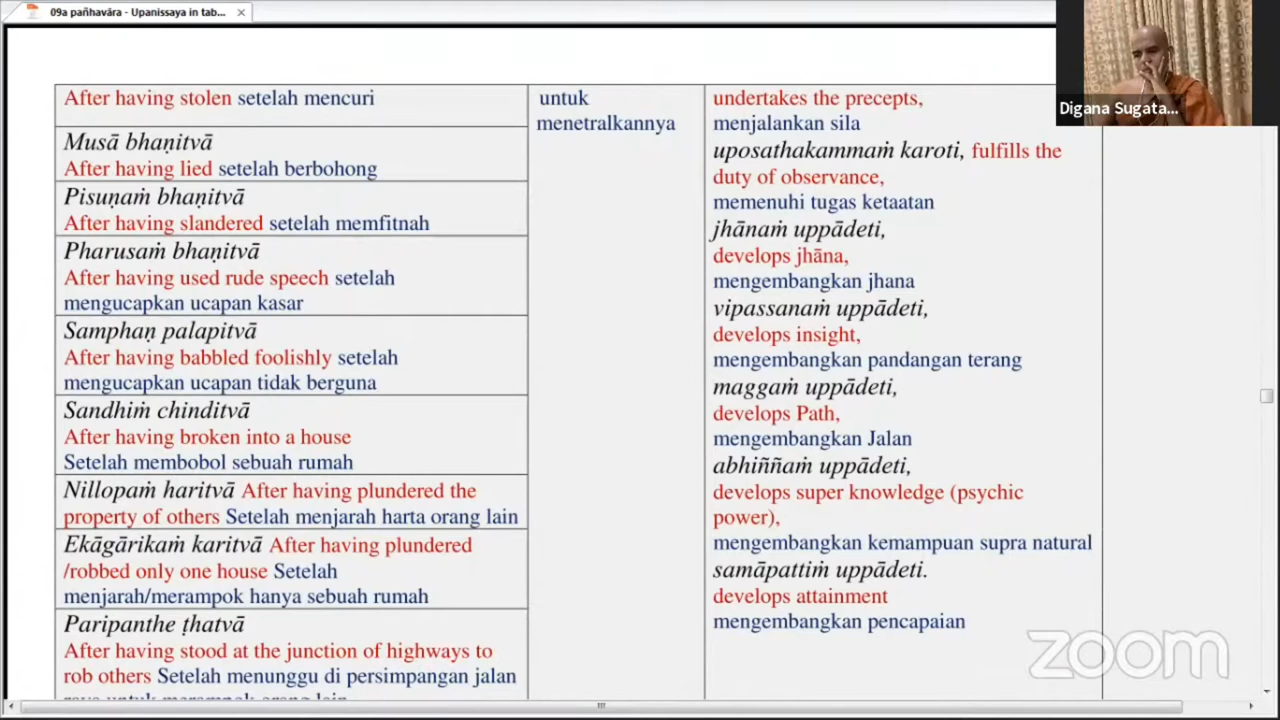 09a pañhavāra - Upanissaya in tab...
Digana Sugata...
After having stolen setelah mencuri
Musā bhaṇitvā
After having lied setelah berbohong
Pisuṇaṁ bhaṇitvā
After having slandered setelah memfitnah
Pharusaṁ bhaṇitvā
After having used rude speech setelah
mengucapkan ucapan kasar
Samphaṇ palapitvā
After having babbled foolishly setelah
mengucapkan ucapan tidak berguna
Sandhiṁ chinditvā
After having broken into a house
Setelah membobol sebuah rumah
Nillopaṁ haritvā After having plundered the
property of others Setelah menjarah harta orang lain
Ekāgārikaṁ karitvā After having plundered
/robbed only one house Setelah
menjarah/merampok hanya sebuah rumah
Paripanthe ṭhatvā
After having stood at the junction of highways to
rob others Setelah menunggu di persimpangan jalan
raya untuk merampok orang lain
untuk
menetralkannya
undertakes the precepts,
menjalankan sila
uposathakammaṁ karoti, fulfills the
duty of observance,
memenuhi tugas ketaatan
jhānaṁ uppādeti,
develops jhāna,
mengembangkan jhana
vipassanaṁ uppādeti,
develops insight,
mengembangkan pandangan terang
maggaṁ uppādeti,
develops Path,
mengembangkan Jalan
abhiññaṁ uppādeti,
develops super knowledge (psychic
power),
mengembangkan kemampuan supra natural
samāpattiṁ uppādeti.
develops attainment
mengembangkan pencapaian
zoom